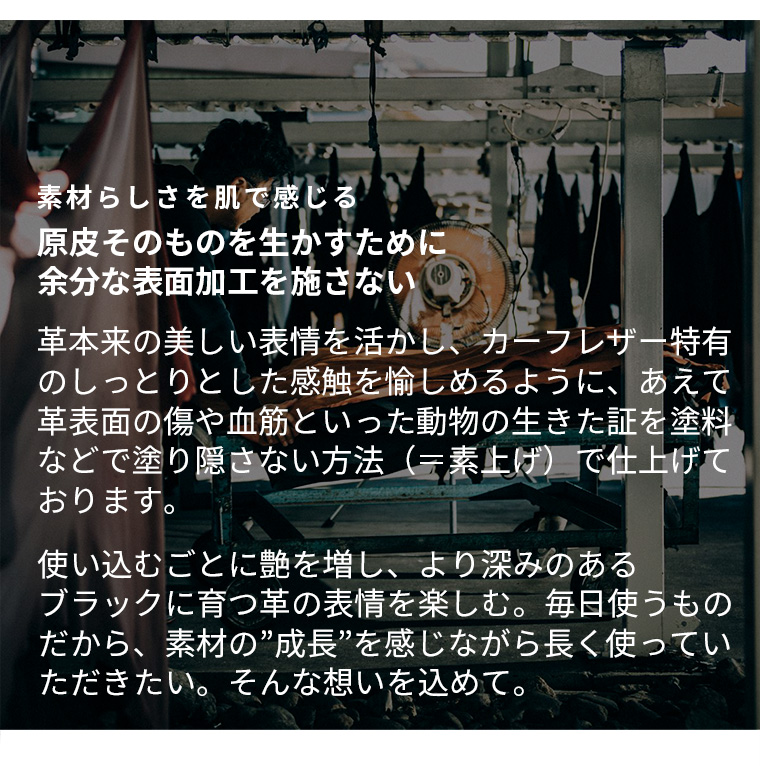 素材らしさを肌で感じる
原皮そのものを生かすために
余分な表面加工を施さない
革本来の美しい表情を活かし、カーフレザー特有
のしっとりとした感触を愉しめるように、あえて
革表面の傷や血筋といった動物の生きた証を塗料
などで塗り隠さない方法（＝素上げ）で仕上げて
おります。
使い込むごとに艶を増し、より深みのある
ブラックに育つ革の表情を楽しむ。毎日使うもの
だから、素材の”成長”を感じながら長く使ってい
ただきたい。そんな想いを込めて。